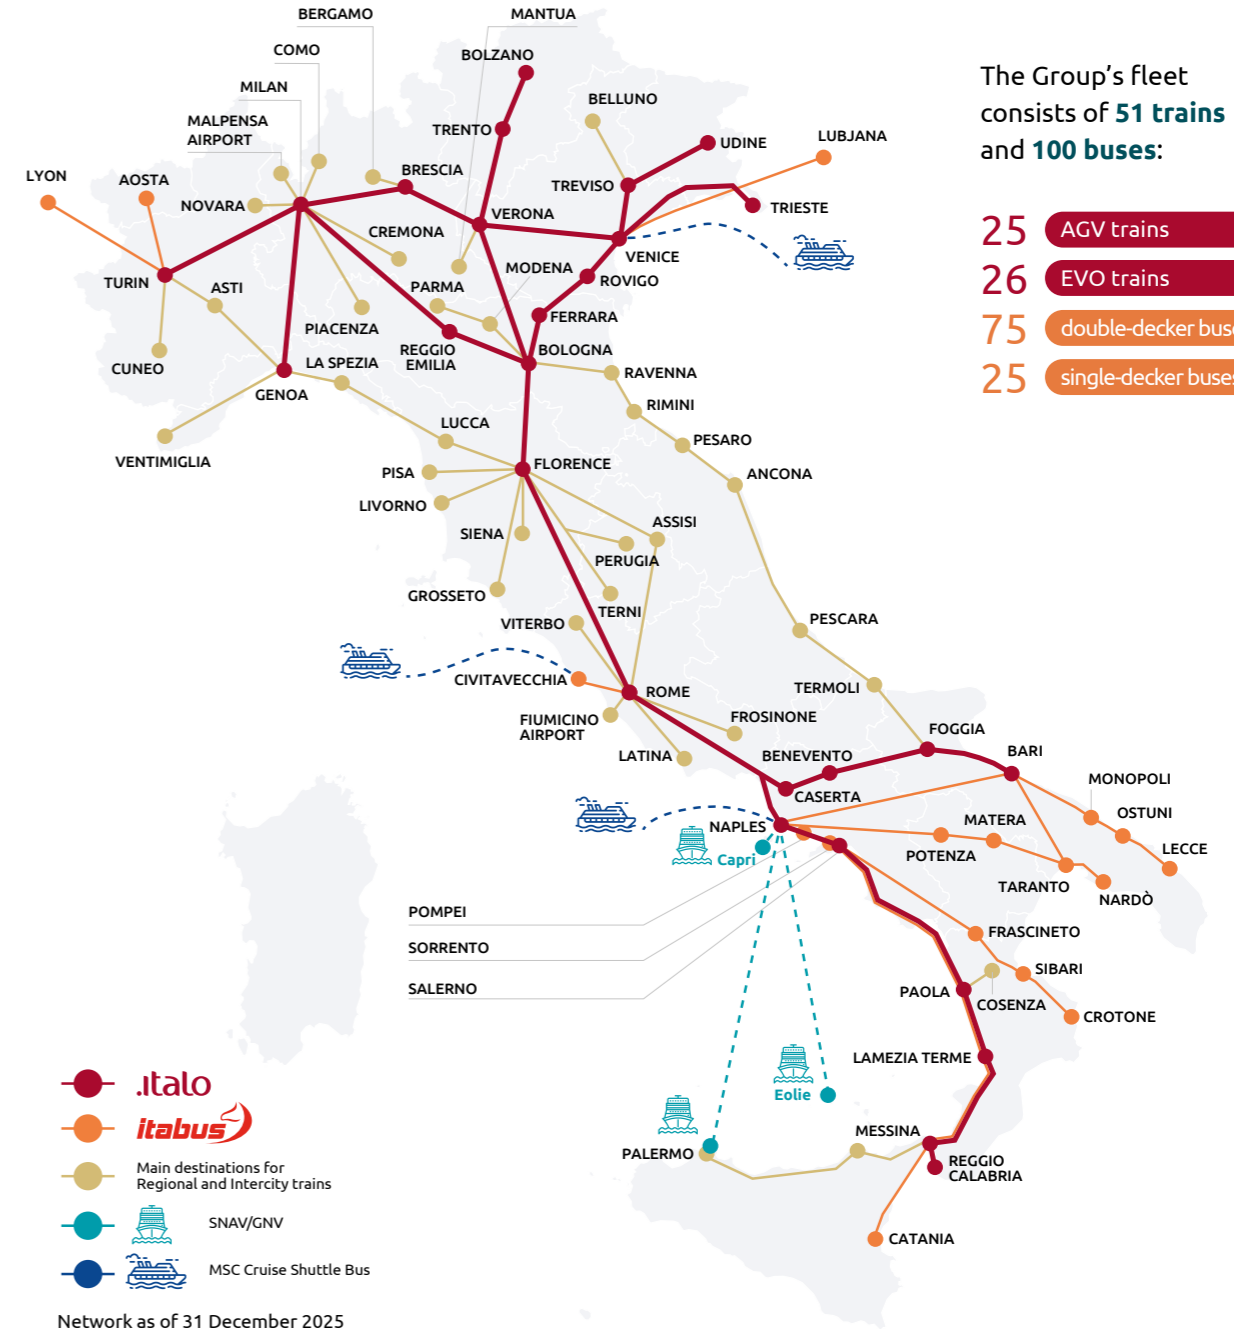 BERGAMO
MANTUA
COMO
BOLZANO
MILAN
BELLUNO
MALPENSA
AIRPORT
TRENTO
UDINE
LUBJANA
LYON
AOSTA
BRESCIA
TREVISO
NOVARA
VERONA
TRIESTE
CREMONA
VENICE
MODENA
ROVIGO
TURIN
ASTI
PARMA
FERRARA
PIACENZA
REGGIO
EMILIA
BOLOGNA
CUNEO
LA SPEZIA
RAVENNA
GENOA
RIMINI
LUCCA
PESARO
VENTIMIGLIA
PISA
FLORENCE
ANCONA
LIVORNO
SIENA
ASSISI
PERUGIA
GROSSETO
TERNI
VITERBO
PESCARA
CIVITAVECCHIA
ROME
TERMOLI
FIUMICINO
AIRPORT
FROSINONE
LATINA
BENEVENTO
FOGGIA
BARI
CASERTA
MONOPOLI
NAPLES
MATERA
OSTUNI
Capri
POTENZA
LECCE
TARANTO
NARDÒ
POMPEI
FRASCINETO
SORRENTO
SIBARI
SALERNO
PAOLA
COSENZA
CROTONE
LAMEZIA TERME
Eolie
MESSINA
PALERMO
REGGIO
CALABRIA
CATANIA
The Group's fleet
consists of 51 trains
and 100 buses:
25 AGV trains
26 EVO trains
75 double-decker buse
25 single-decker buses
.italo
itabus
Main destinations for
Regional and Intercity trains
SNAV/GNV
MSC Cruise Shuttle Bus
Network as of 31 December 2025